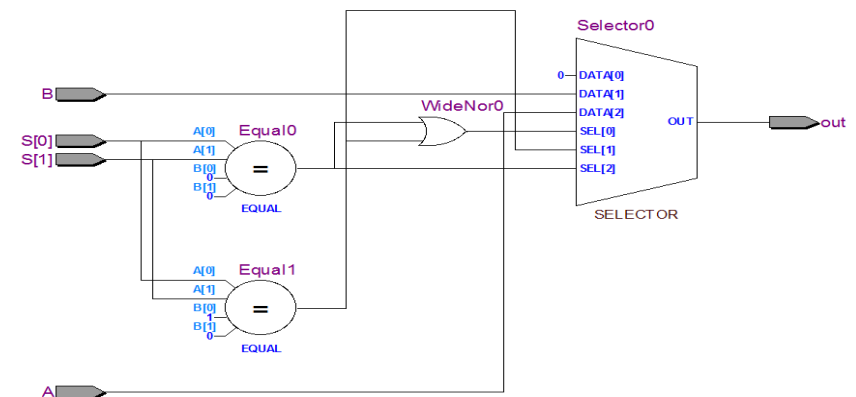 Selector0
0
DATA[0]
B
DATA[1]
WideNor0
DATA[2]
S[0]
A[0]
Equal0
SEL[0]
OUT
out
S[1]
A[1]
SEL[1]
B[0]
0
=
SEL[2]
B[1]
0
EQUAL
SELECTOR
A[0]
Equal1
A[1]
B[0]
1
=
B[1]
0
EQUAL
A